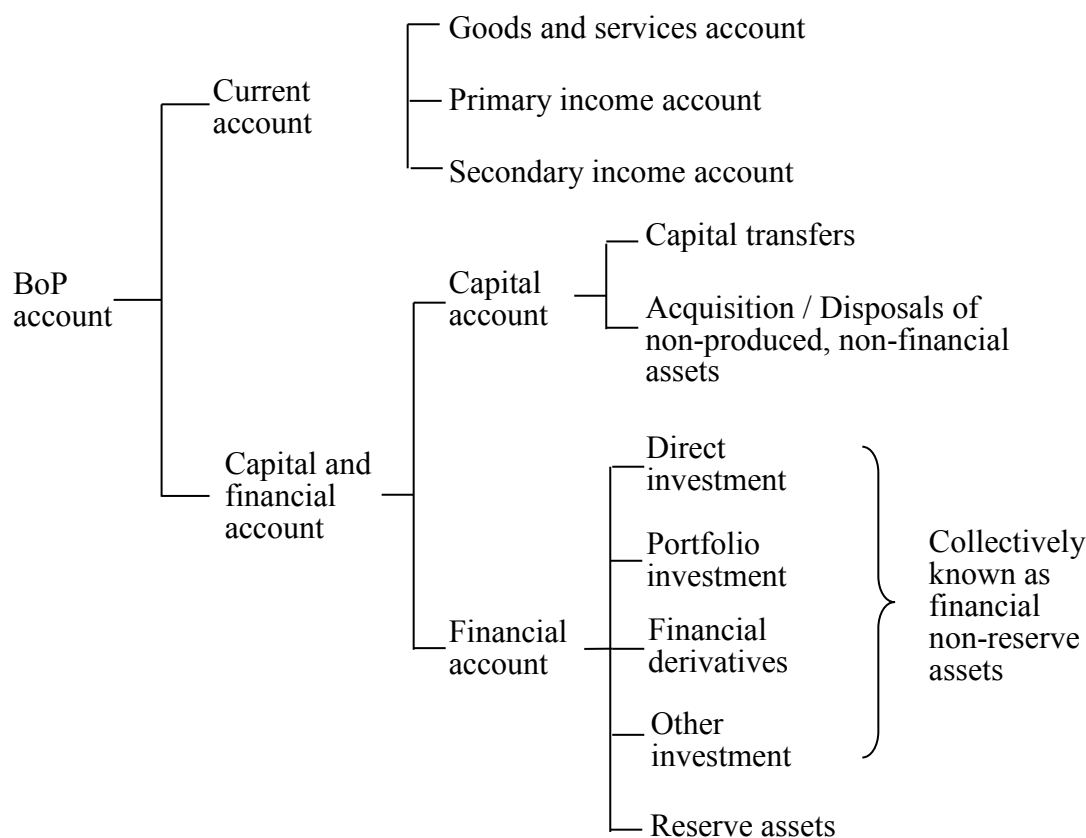 BoP
account
Current
account
Goods and services account
Primary income account
Secondary income account
Capital and
financial
account
Capital
account
Capital transfers
Acquisition / Disposals of
non-produced, non-financial
assets
Financial
account
Direct
investment
Portfolio
investment
Financial
derivatives
Other
investment
Reserve assets
Collectively
known as
financial
non-reserve
assets